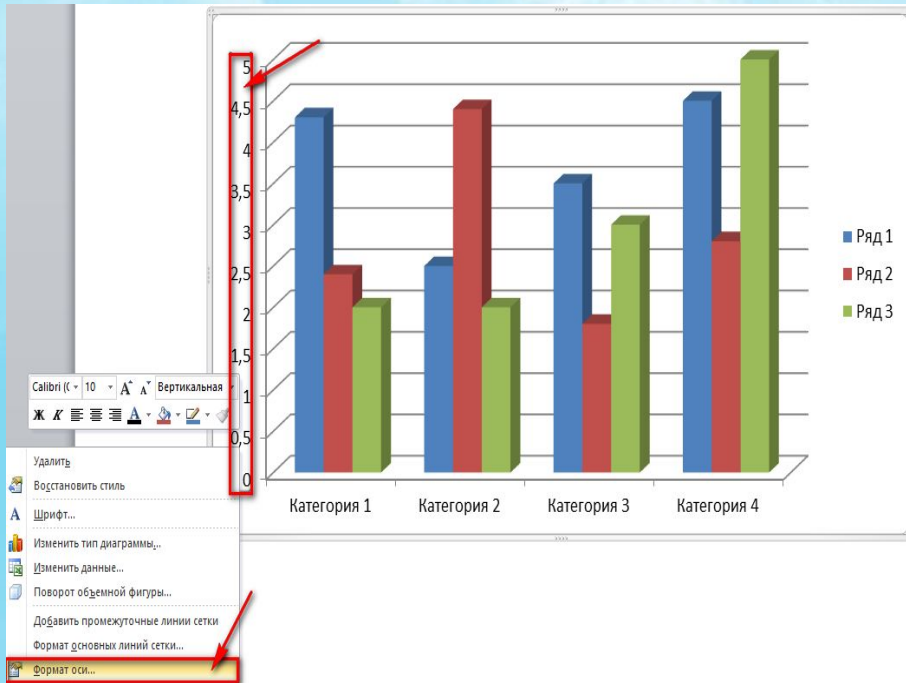 5
4,5
4
3,5
3
2,5
2
1,5
1
0,5
0
Категория 1 Категория 2 Категория 3 Категория 4
Ряд 1
Ряд 2
Ряд 3
Calibri (С 10 А А Вертикальная
Ж К А
Удалить
Восстановить стиль
А Шрифт...
Изменить тип диаграммы...
Изменить данные...
Поворот объемной фигуры...
Добавить промежуточные линии сетки
Формат основных линий сетки...
Формат оси...